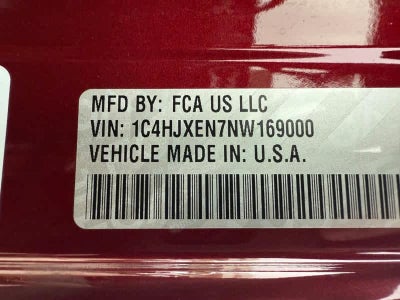 MFD BY: FCA US LLC
VIN: 1C4HJXEN7NW169000
VEHICLE MADE IN: U.S.A.